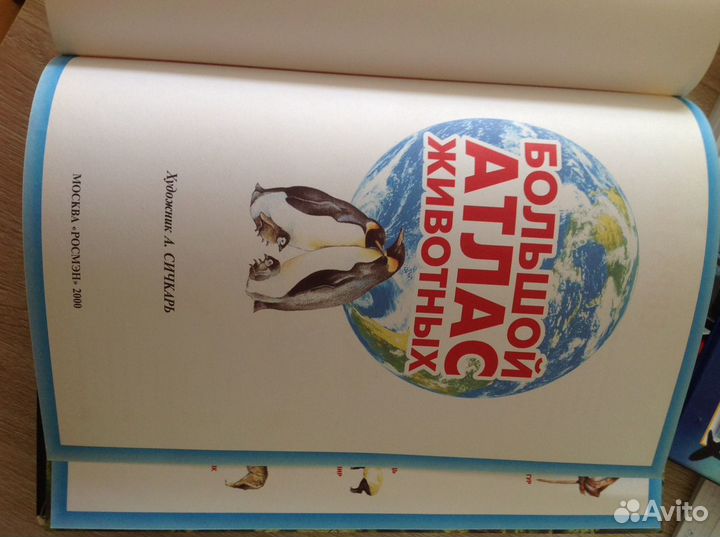 БОЛЬШОЙ
АТЛАС
ЖИВОТНЫХ
Художник А. СИЧКАРЬ
МОСКВА «РОСМЭН» 2000
Avito